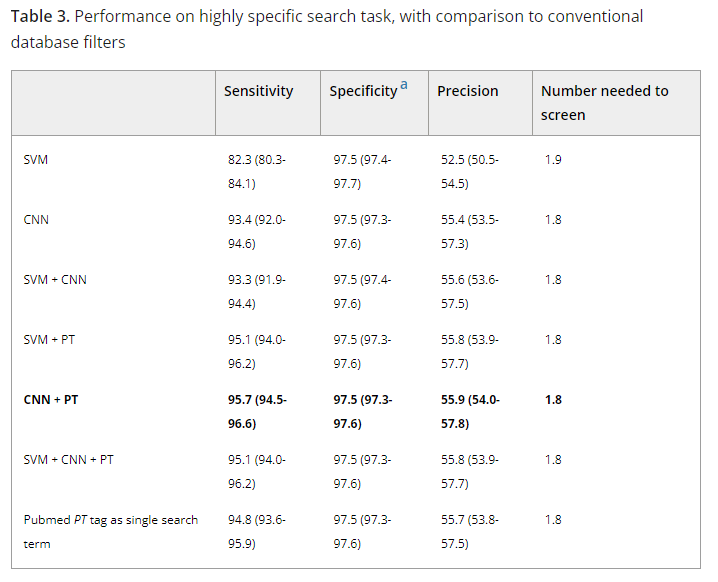 Table 3. Performance on highly specific search task, with comparison to conventional
database filters
Sensitivity Specificity a Precision Number needed to
screen
SVM 82.3 (80.3- 97.5 (97.4- 52.5 (50.5- 1.9
84.1) 97.7) 54.5)
CNN 93.4 (92.0- 97.5 (97.3- 55.4 (53.5- 1.8
94.6) 97.6) 57.3)
SVM + CNN 93.3 (91.9- 97.5 (97.4- 55.6 (53.6- 1.8
94.4) 97.6) 57.5)
SVM + PT 95.1 (94.0- 97.5 (97.3- 55.8 (53.9- 1.8
96.2) 97.6) 57.7)
CNN + PT 95.7 (94.5- 97.5 (97.3- 55.9 (54.0- 1.8
96.6) 97.6) 57.8)
SVM + CNN + PT 95.1 (94.0- 97.5 (97.3- 55.8 (53.9- 1.8
96.2) 97.6) 57.7)
Pubmed PT tag as single search 94.8 (93.6- 97.5 (97.3- 55.7 (53.8- 1.8
term 95.9) 97.6) 57.5)